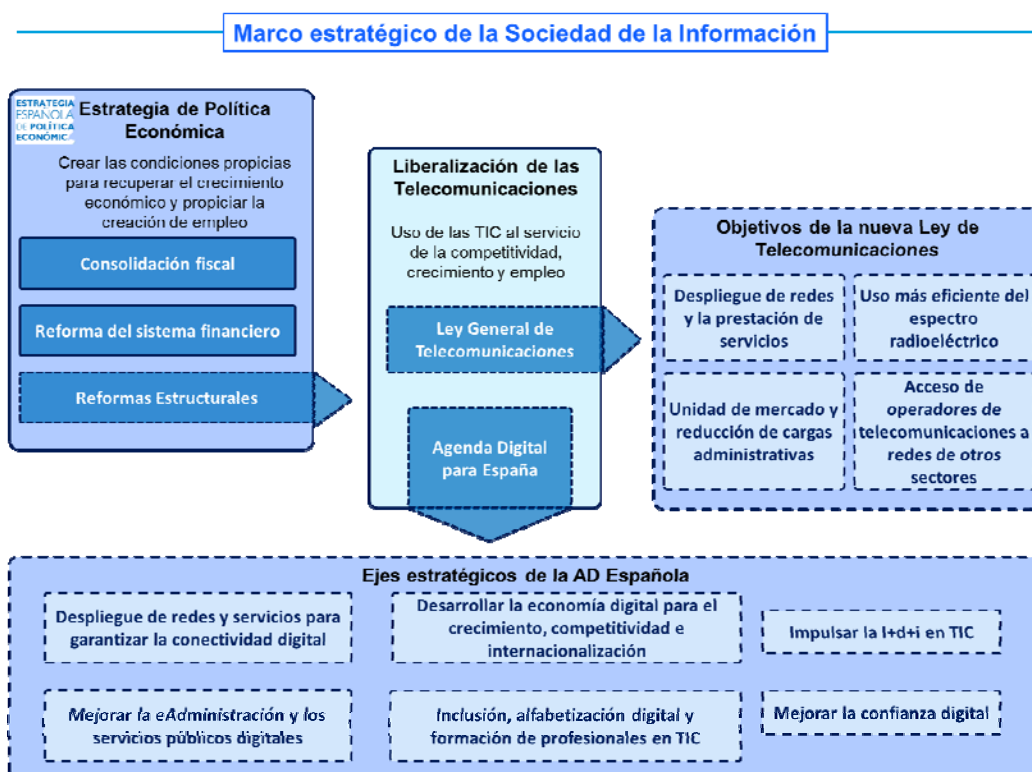 Marco estratégico de la Sociedad de la Información
ESTRATEGIA
ESPAÑOLA
DE POLÍTICA
ECONÓMICA
Estrategia de Política
Económica
Crear las condiciones propicias
para recuperar el crecimiento
económico y propiciar la
creación de empleo
Consolidación fiscal
Reforma del sistema financiero
Reformas Estructurales
Liberalización de las
Telecomunicaciones
Uso de las TIC al servicio
de la competitividad,
crecimiento y empleo
Ley General de
Telecomunicaciones
Agenda Digital
para España
Objetivos de la nueva Ley de
Telecomunicaciones
Despliegue de redes
y la prestación de
servicios
Uso más eficiente del
espectro
radioeléctrico
Unidad de mercado y
reducción de cargas
administrativas
Acceso de
operadores de
telecomunicaciones a
redes de otros
sectores
Ejes estratégicos de la AD Española
Despliegue de redes y servicios para
garantizar la conectividad digital
Desarrollar la economía digital para el
crecimiento, competitividad e
internacionalización
Impulsar la I+d+i en TIC
Mejorar la eAdministración y los
servicios públicos digitales
Inclusión, alfabetización digital y
formación de profesionales en TIC
Mejorar la confianza digital